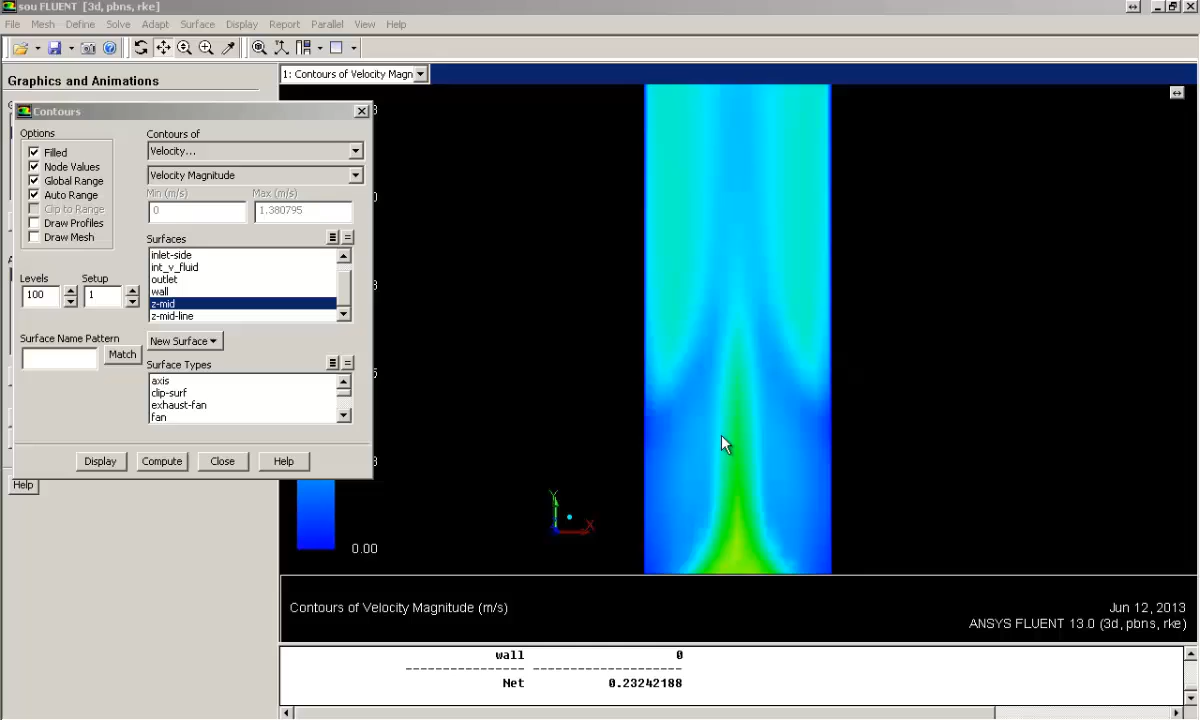 sou FLUENT [3d, pbns, rke]
File Mesh Define Solve Adapt Surface Display Report Parallel View Help
Graphics and Animations
1: Contours of Velocity Magn
Contours
Options
Filled
Node Values
Global Range
Auto Range
Clip to Range
Draw Profiles
Draw Mesh
Contours of
Velocity...
Velocity Magnitude
Min (m/s) Max (m/s)
0 1.380795
Surfaces
inlet-side
int_v_fluid
outlet
wall
z-mid
z-mid-line
Levels Setup
100 1
Surface Name Pattern
Match
New Surface
Surface Types
axis
clip-surf
exhaust-fan
fan
Display Compute Close Help
Help
3
0
3
5
3
0.00
Y
X
Contours of Velocity Magnitude (m/s)
Jun 12, 2013
ANSYS FLUENT 13.0 (3d, pbns, rke)
wall 0
---------------- --------------------
Net 0.23242188